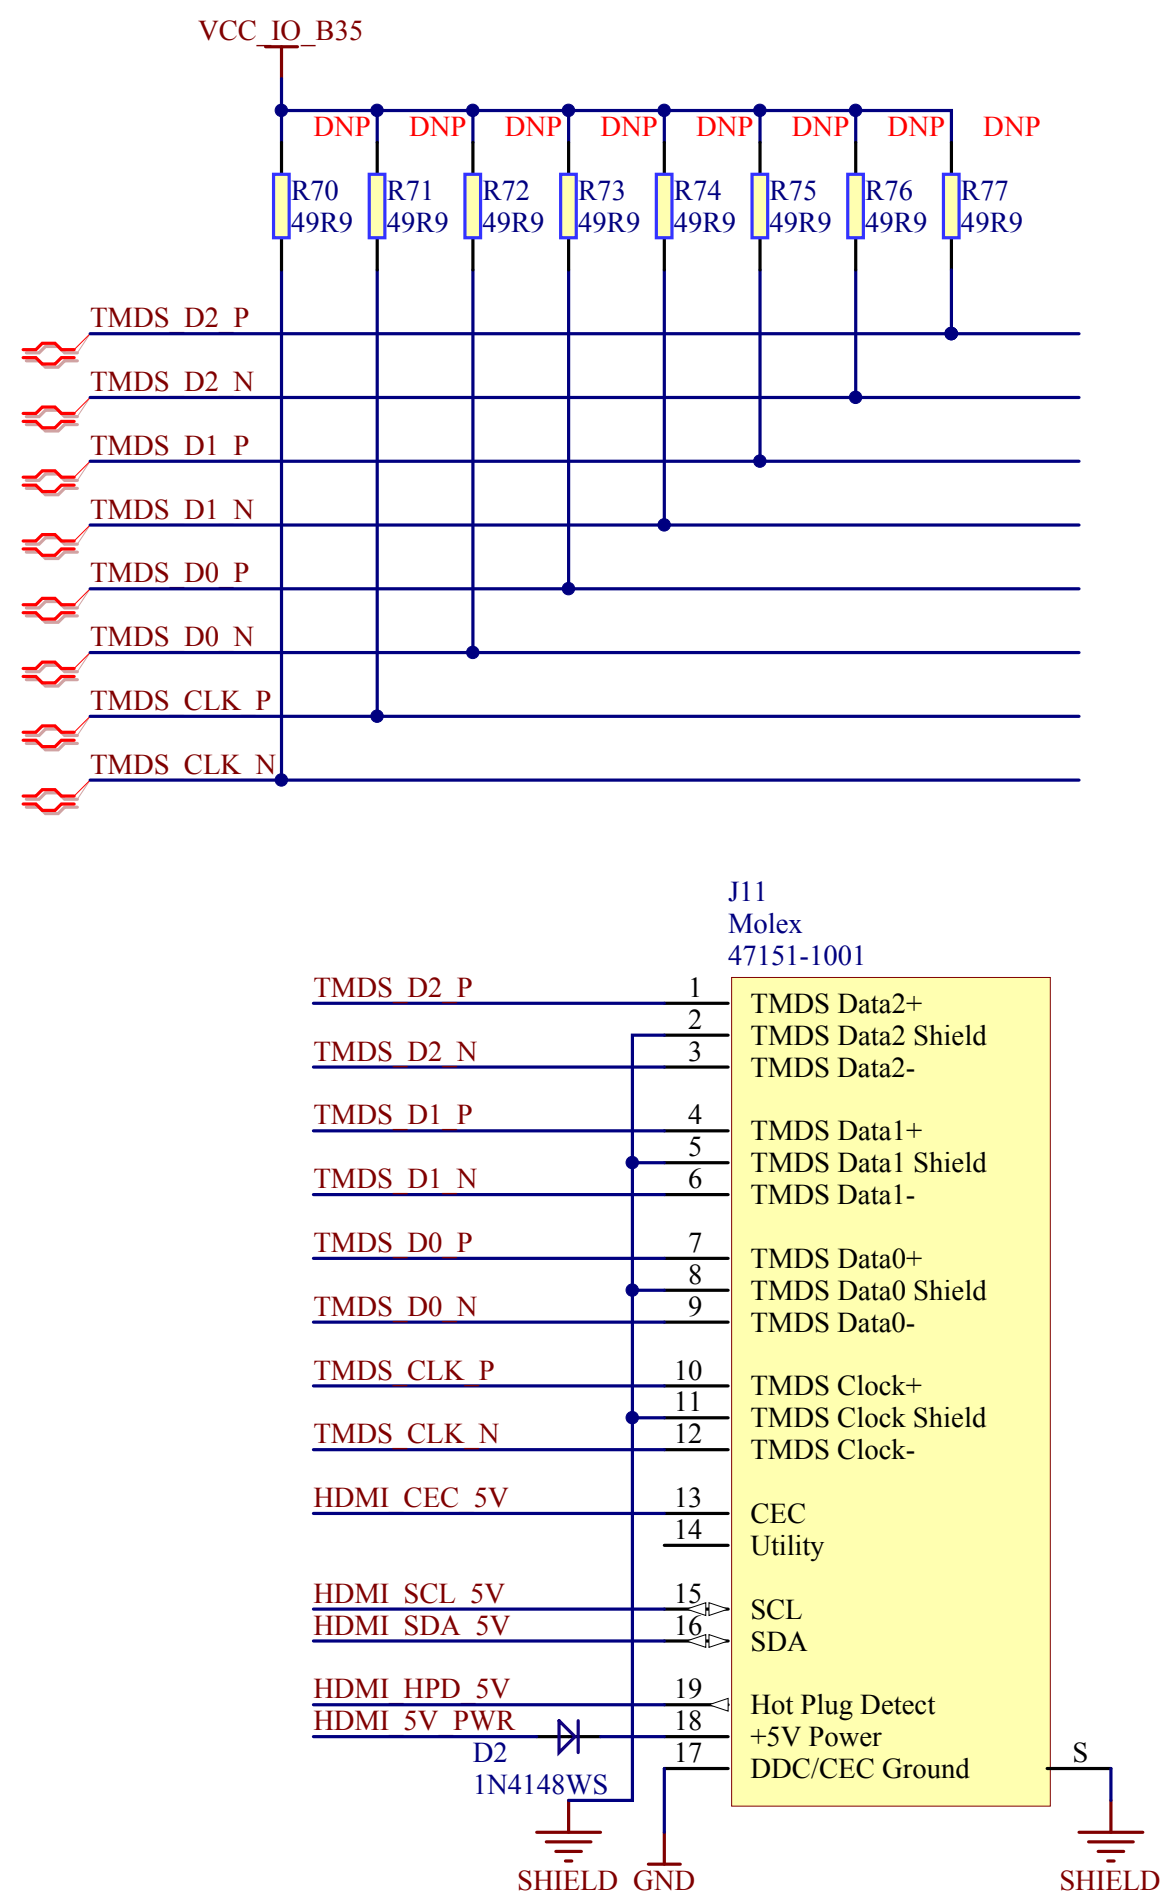 VCC_IO_B35
DNP DNP DNP DNP DNP DNP DNP DNP
R70 R71 R72 R73 R74 R75 R76 R77
49R9 49R9 49R9 49R9 49R9 49R9 49R9 49R9
TMDS_D2_P
TMDS_D2_N
TMDS_D1_P
TMDS_D1_N
TMDS_D0_P
TMDS_D0_N
TMDS_CLK_P
TMDS_CLK_N
J11
Molex
47151-1001
TMDS_D2_P 1 TMDS Data2+
2 TMDS Data2 Shield
TMDS_D2_N 3 TMDS Data2-
TMDS_D1_P 4 TMDS Data1+
5 TMDS Data1 Shield
TMDS_D1_N 6 TMDS Data1-
TMDS_D0_P 7 TMDS Data0+
8 TMDS Data0 Shield
TMDS_D0_N 9 TMDS Data0-
TMDS_CLK_P 10 TMDS Clock+
11 TMDS Clock Shield
TMDS_CLK_N 12 TMDS Clock-
HDMI_CEC_5V 13 CEC
14 Utility
HDMI_SCL_5V 15 SCL
HDMI_SDA_5V 16 SDA
HDMI_HPD_5V 19 Hot Plug Detect
HDMI_5V_PWR 18 +5V Power
D2 17 DDC/CEC Ground S
1N4148WS
SHIELD GND SHIELD